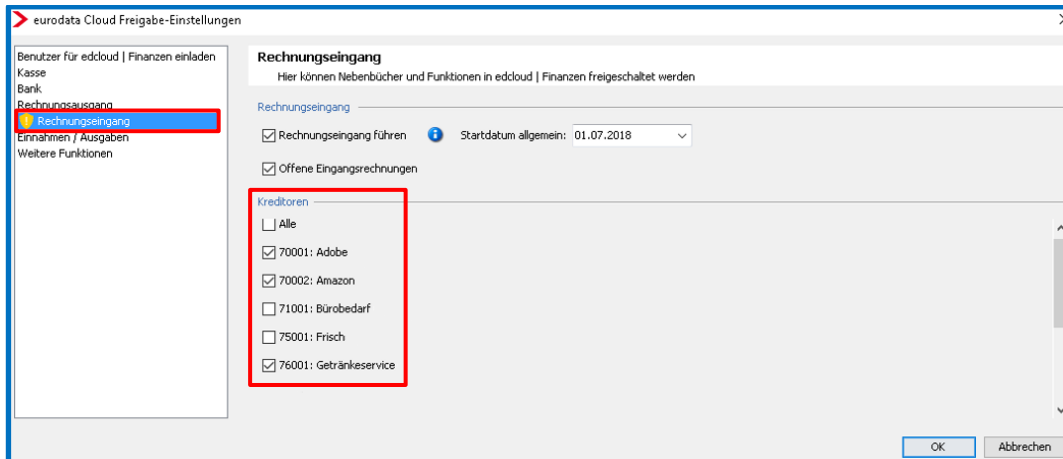 eurodata Cloud Freigabe-Einstellungen
Benutzer für edcloud | Finanzen einladen
Kasse
Bank
Rechnungsausgang
Rechnungseingang
Einnahmen / Ausgaben
Weitere Funktionen
Rechnungseingang
Hier können Nebenbücher und Funktionen in edcloud | Finanzen freigeschaltet werden
Rechnungseingang
Rechnungseingang führen Startdatum allgemein: 01.07.2018
Offene Eingangsrechnungen
Kreditoren
Alle
70001: Adobe
70002: Amazon
71001: Bürobedarf
75001: Frisch
76001: Getränkeservice
OK Abbrechen